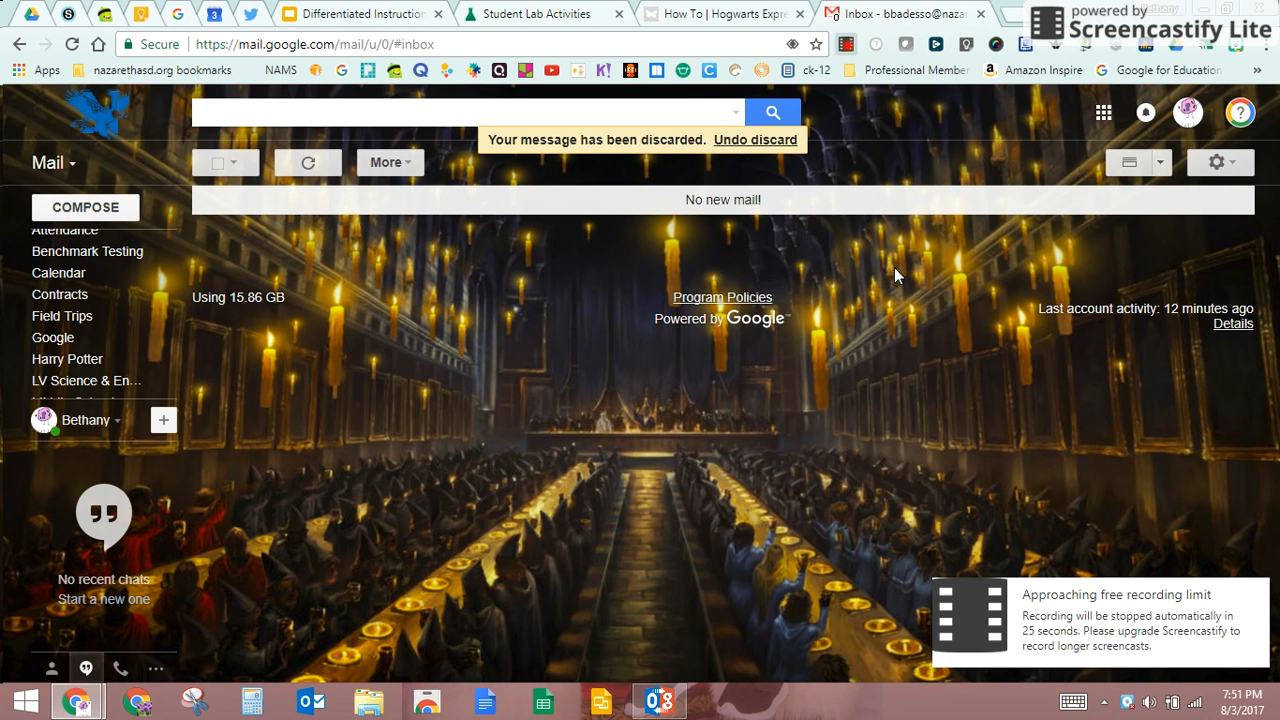 powered by
Screencastify Lite
Differentiated Instruction
Student Lab Activities
How To | Hogwarts Expr
Inbox - bbadesso@naza
Bethany
Secure
https://mail.google.com/mail/u/0/#inbox
Apps
nazarethasd.org bookmarks
NAMS
K!
ck-12
Professional Member
Amazon Inspire
Google for Education
Your message has been discarded. Undo discard
Mail
More
COMPOSE
No new mail!
Attendance
Benchmark Testing
Calendar
Contracts
Field Trips
Google
Harry Potter
LV Science & En...
Using 15.86 GB
Program Policies
Powered by Google™
Last account activity: 12 minutes ago
Details
Bethany
No recent chats
Start a new one
Approaching free recording limit
Recording will be stopped automatically in
25 seconds. Please upgrade Screencastify to
record longer screencasts.
7:51 PM
8/3/2017